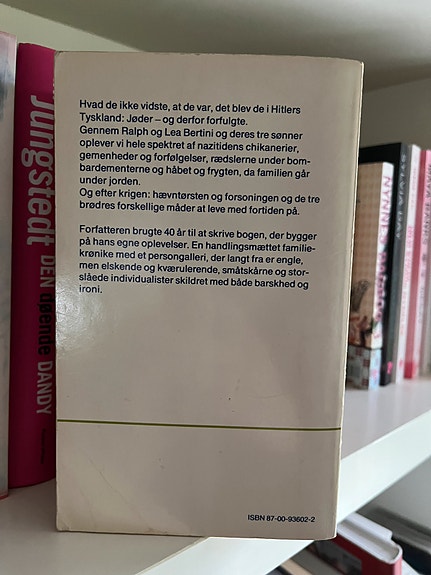 Hvad de ikke vidste, at de var, det blev de i Hitlers
Tyskland: Jøder – og derfor forfulgte.
Gennem Ralph og Lea Bertini og deres tre sønner
oplever vi hele spektret af nazitidens chikanerier,
gemenheder og forfølgelser, rædslerne under bom-
bardementerne og håbet og frygten, da familien går
under jorden.
Og efter krigen: hævntørsten og forsoningen og de tre
brødres forskellige måder at leve med fortiden på.
Forfatteren brugte 40 år til at skrive bogen, der bygger
på hans egne oplevelser. En handlingsmættet familie-
krønike med et persongalleri, der langt fra er engle,
men elskende og kværulerende, småtskårne og stor-
slåede individualister skildret med både barskhed og
ironi.
ISBN 87-00-93602-2
Jungstedt
DEN døende DANDY
SYLVIA DAY